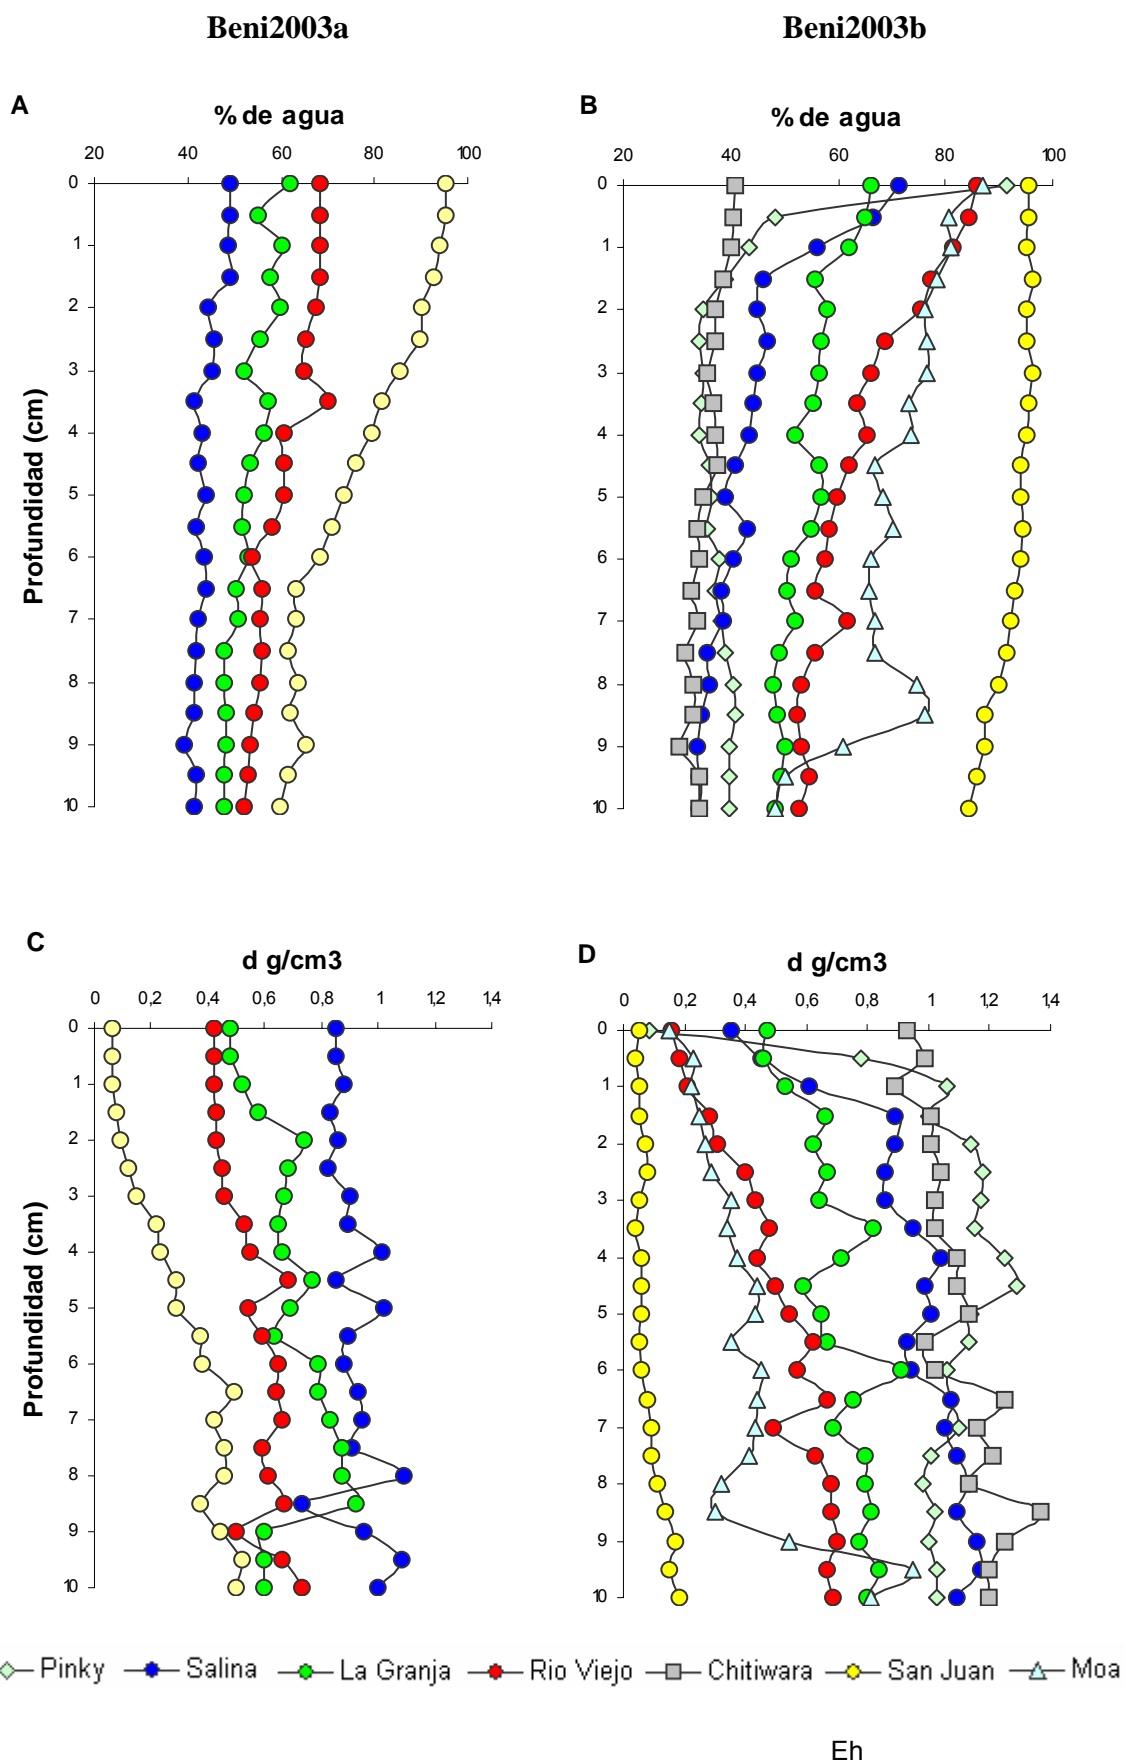 Beni2003a Beni2003b
A B
% de agua % de agua
20 40 60 80 100 20 40 60 80 100
0 0
1 1
2 2
3 3
4 4
5 5
6 6
7 7
8 8
9 9
10 10
Profundidad (cm)
C D
d g/cm3 d g/cm3
0 0,2 0,4 0,6 0,8 1 1,2 1,4 0 0,2 0,4 0,6 0,8 1 1,2 1,4
0 0
1 1
2 2
3 3
4 4
5 5
6 6
7 7
8 8
9 9
10 10
Profundidad (cm)
Pinky Salina La Granja Rio Viejo Chitiwara San Juan Moa
Eh